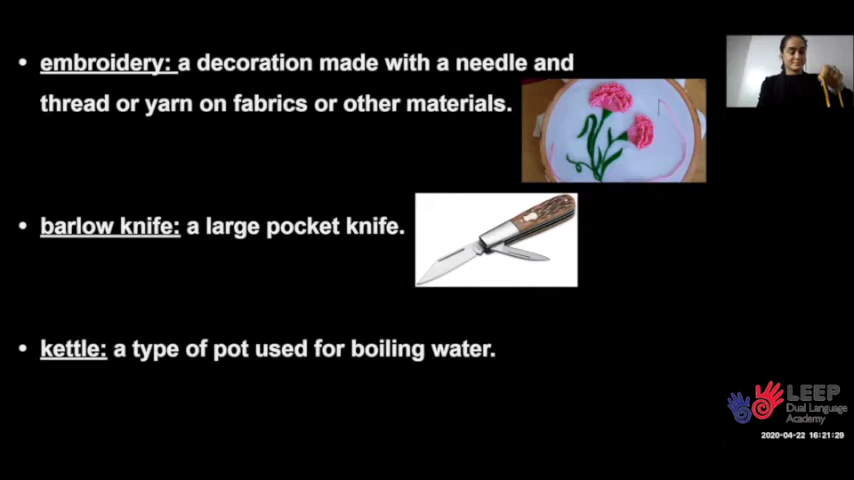 • embroidery: a decoration made with a needle and
thread or yarn on fabrics or other materials.
• barlow knife: a large pocket knife.
• kettle: a type of pot used for boiling water.
LEEP
Dual Language
Academy
2020-04-22 16:21:29